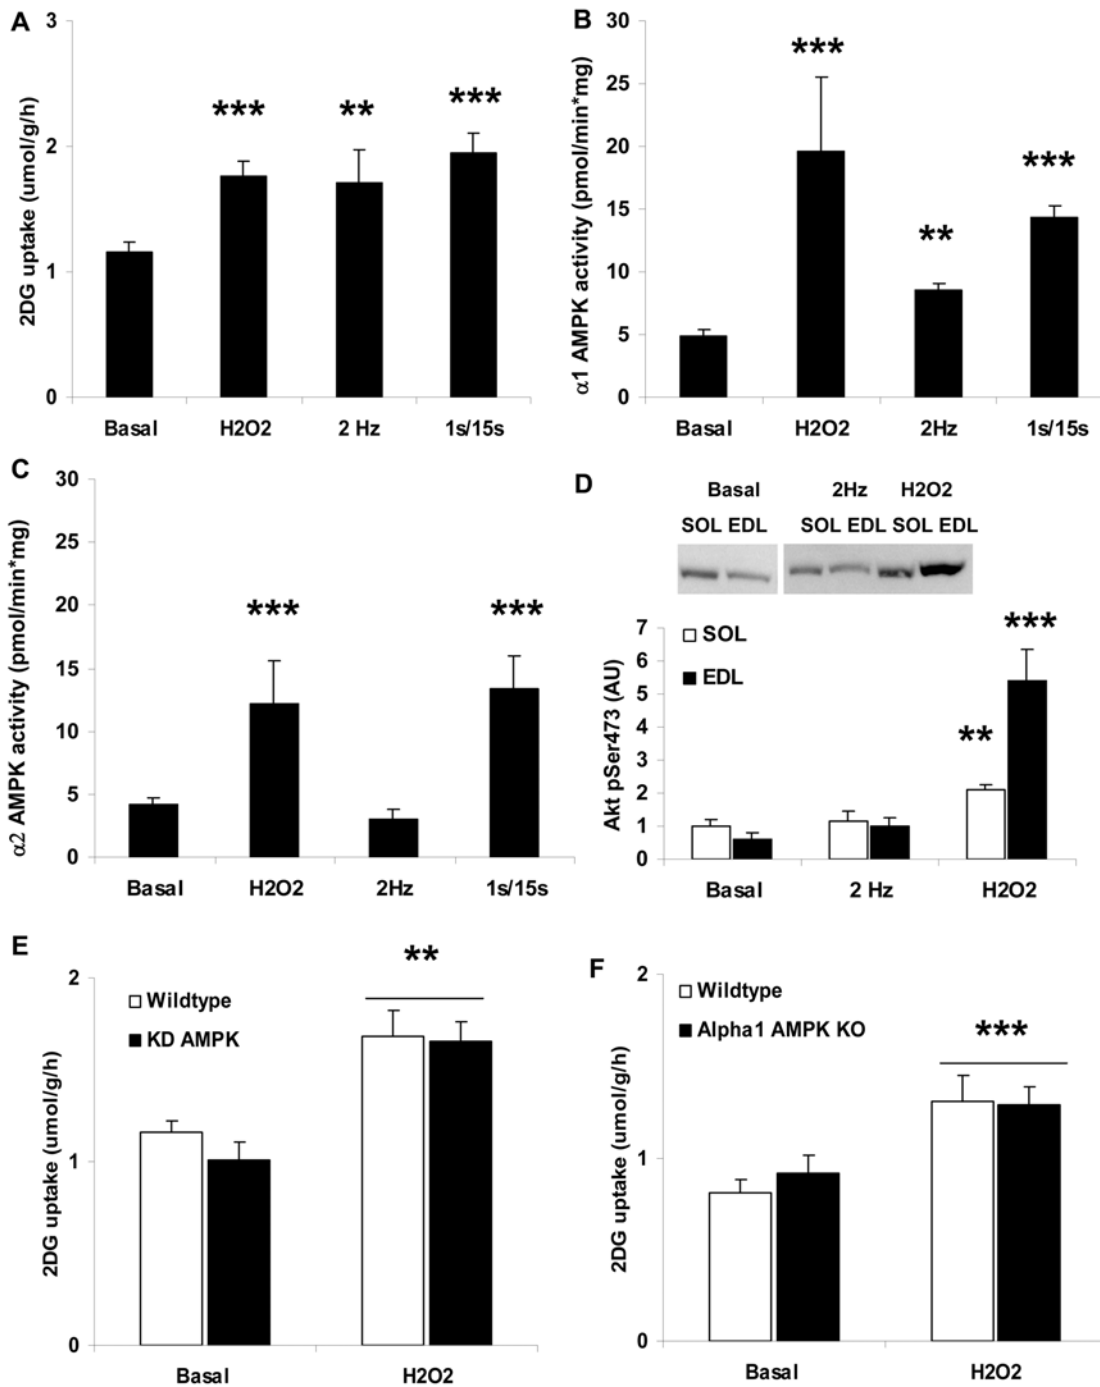 A
2DG uptake (umol/g/h)
3
2
1
0
***
**
***
Basal
H2O2
2 Hz
1s/15s
B
α1 AMPK activity (pmol/min*mg)
30
25
20
15
10
5
0
***
**
***
Basal
H2O2
2Hz
1s/15s
C
α2 AMPK activity (pmol/min*mg)
30
25
20
15
10
5
0
***
***
Basal
H2O2
2Hz
1s/15s
D
Basal 2Hz H2O2
SOL EDL SOL EDL SOL EDL
Akt pSer473 (AU)
7
6
5
4
3
2
1
0
SOL
EDL
**
***
Basal
2 Hz
H2O2
E
2DG uptake (umol/g/h)
2
1
0
Wildtype
KD AMPK
**
Basal
H2O2
F
2DG uptake (umol/g/h)
2
1
0
Wildtype
Alpha1 AMPK KO
***
Basal
H2O2